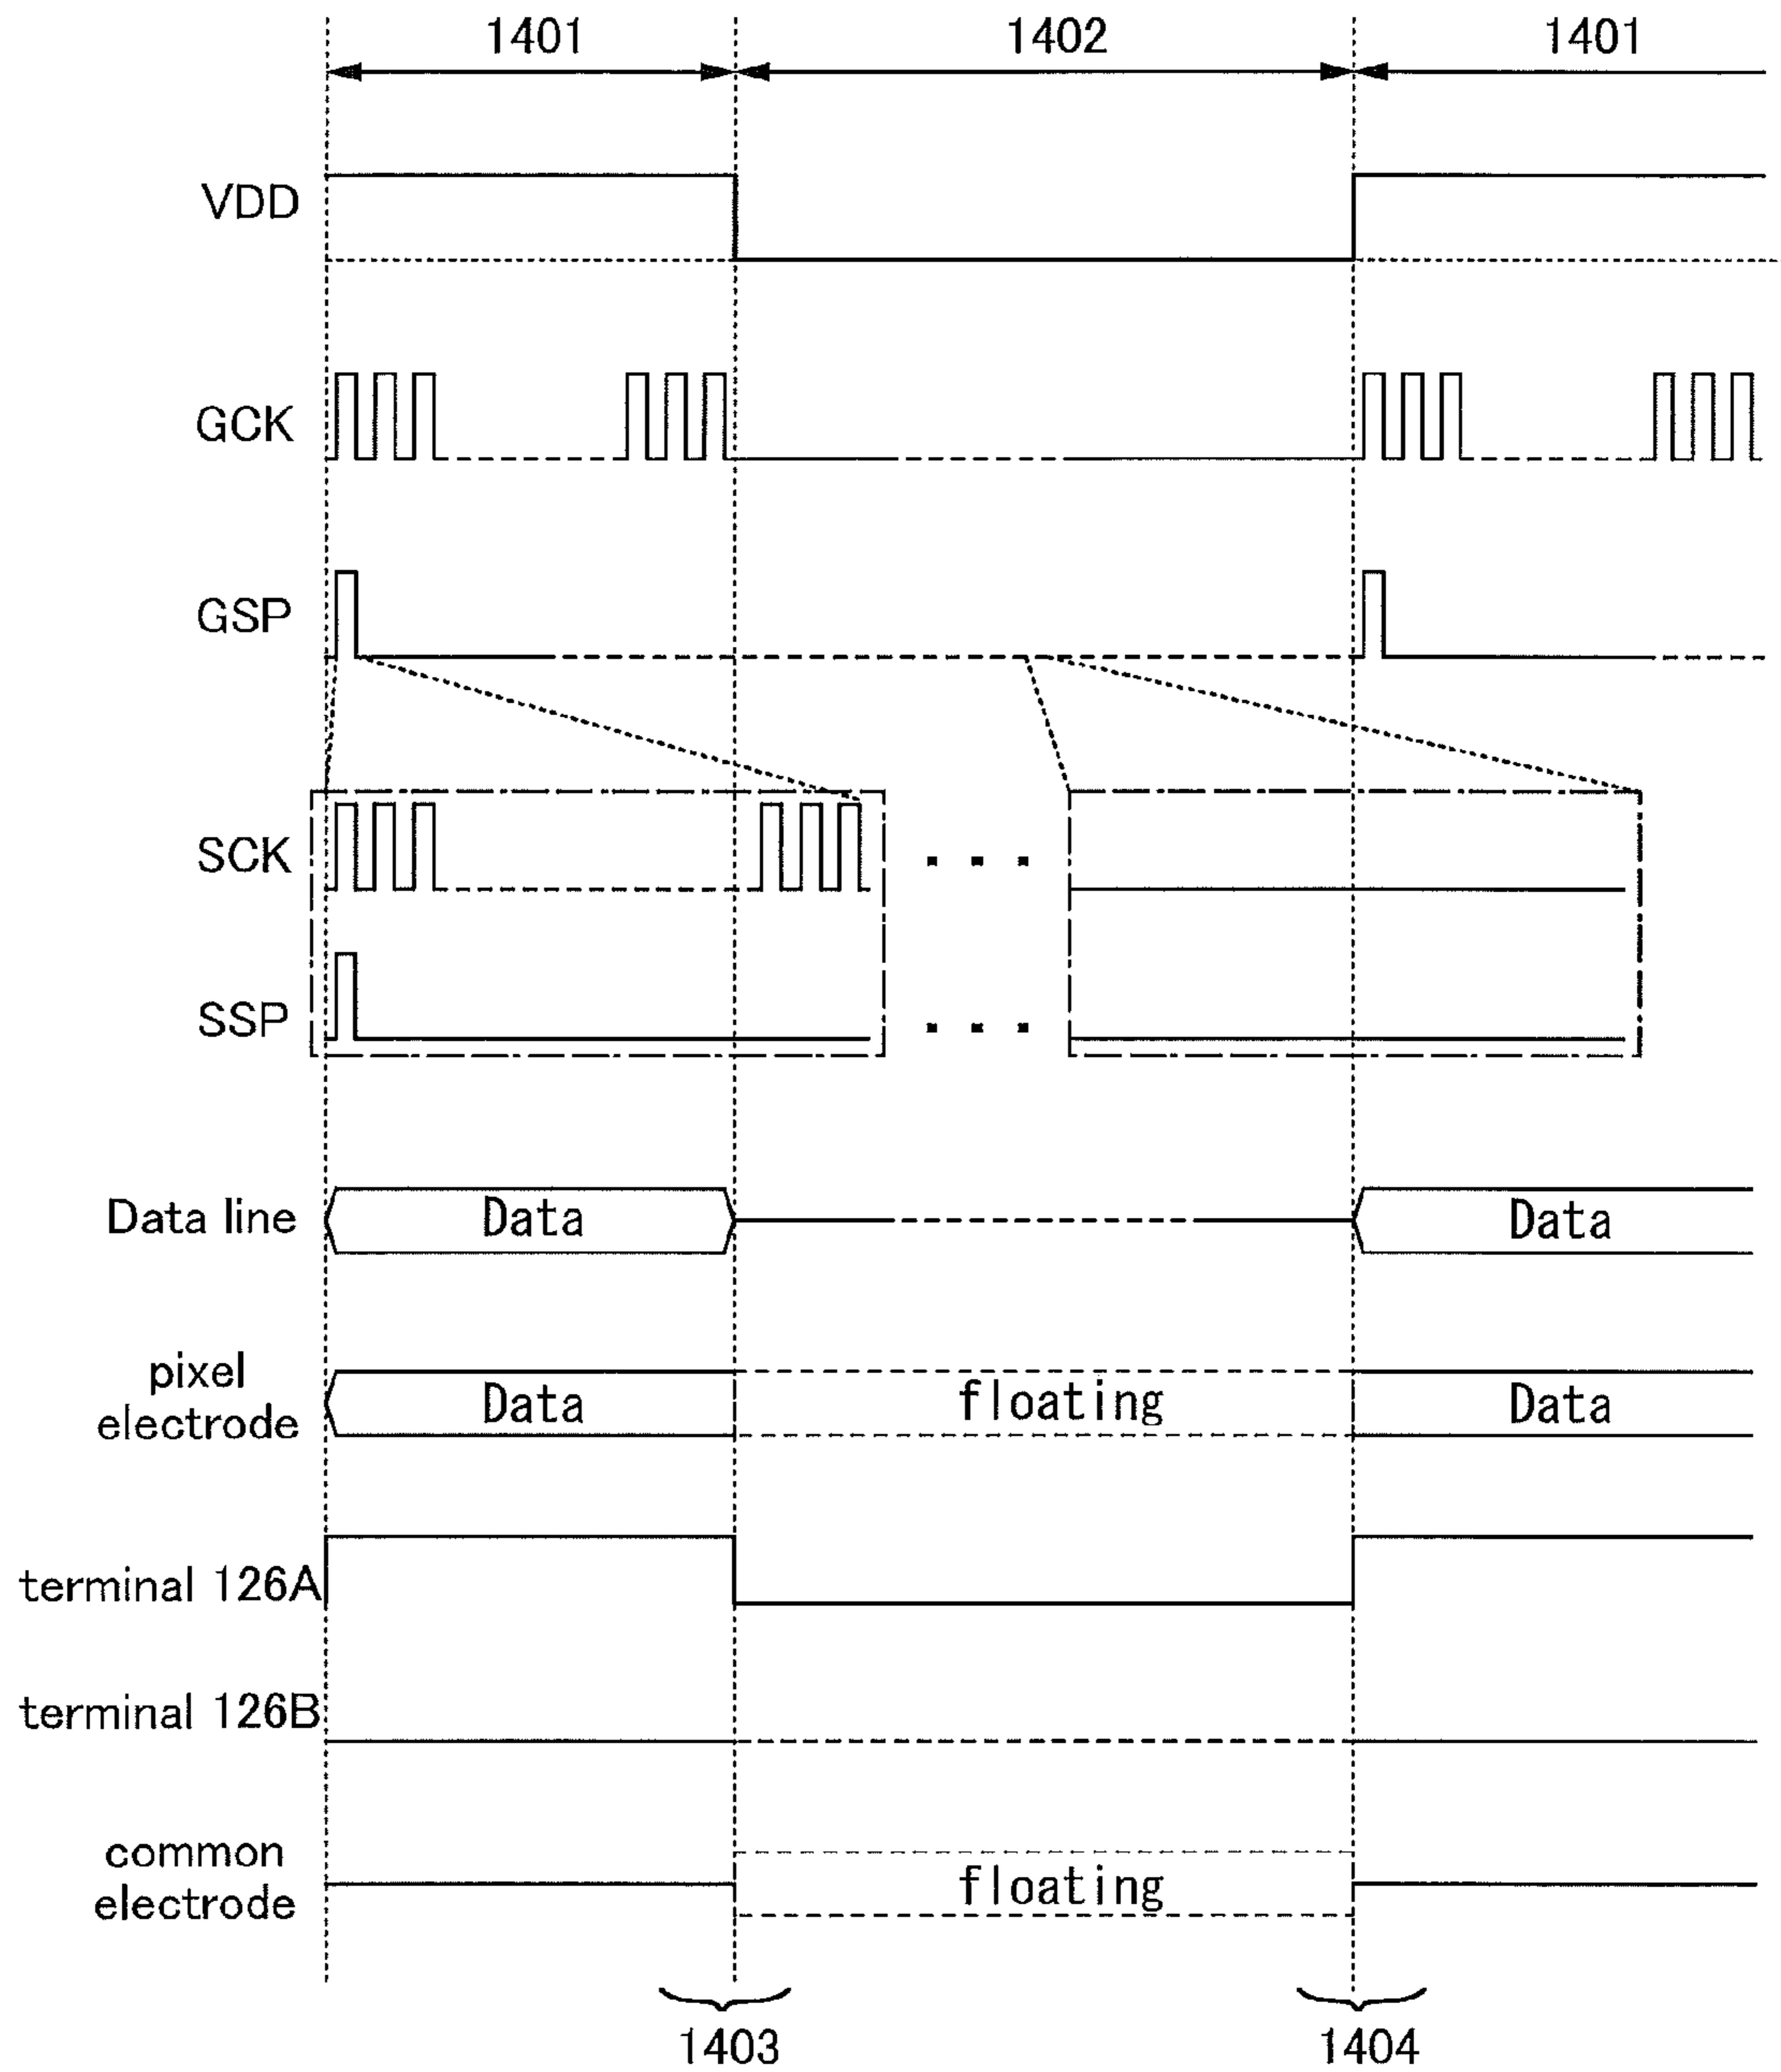 1401 1402 1401
VDD
GCK
GSP
SCK
SSP
Data line Data Data
pixel
electrode Data floating Data
terminal 126A
terminal 126B
common
electrode floating
1403 1404